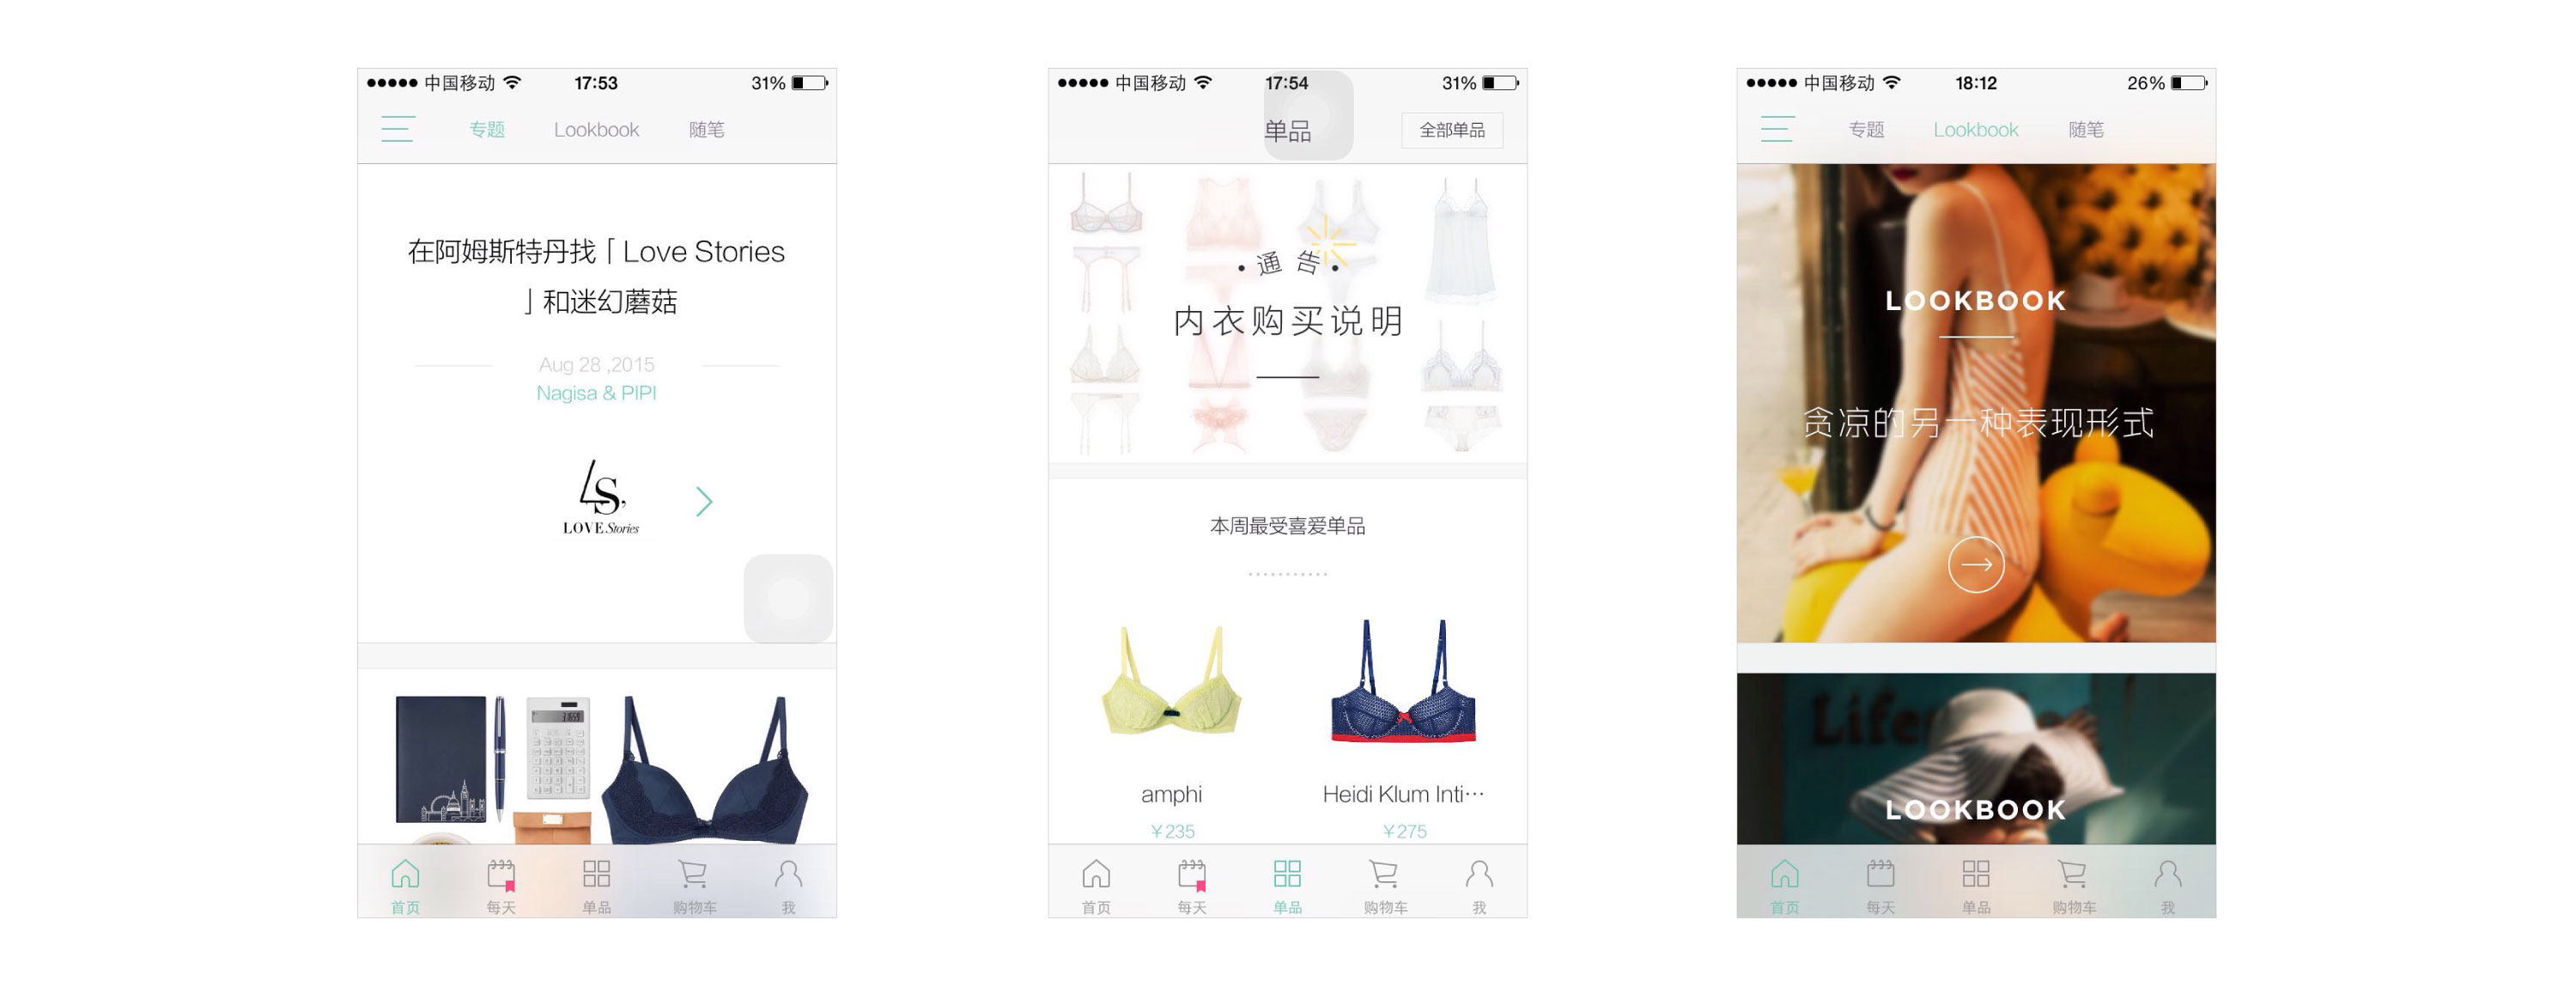 中国移动 17:53 31%
专题 Lookbook 随笔
在阿姆斯特丹找「Love Stories
」和迷幻蘑菇
Aug 28 ,2015
Nagisa & PIPI
LS,
LOVE Stories
首页 每天 单品 购物车 我
中国移动 17:54 31%
单品 全部单品
•通告•
内衣购买说明
本周最受喜爱单品
amphi Heidi Klum Inti…
¥235 ¥275
首页 每天 单品 购物车 我
中国移动 18:12 26%
专题 Lookbook 随笔
LOOKBOOK
贪凉的另一种表现形式
Life
LOOKBOOK
首页 每天 单品 购物车 我